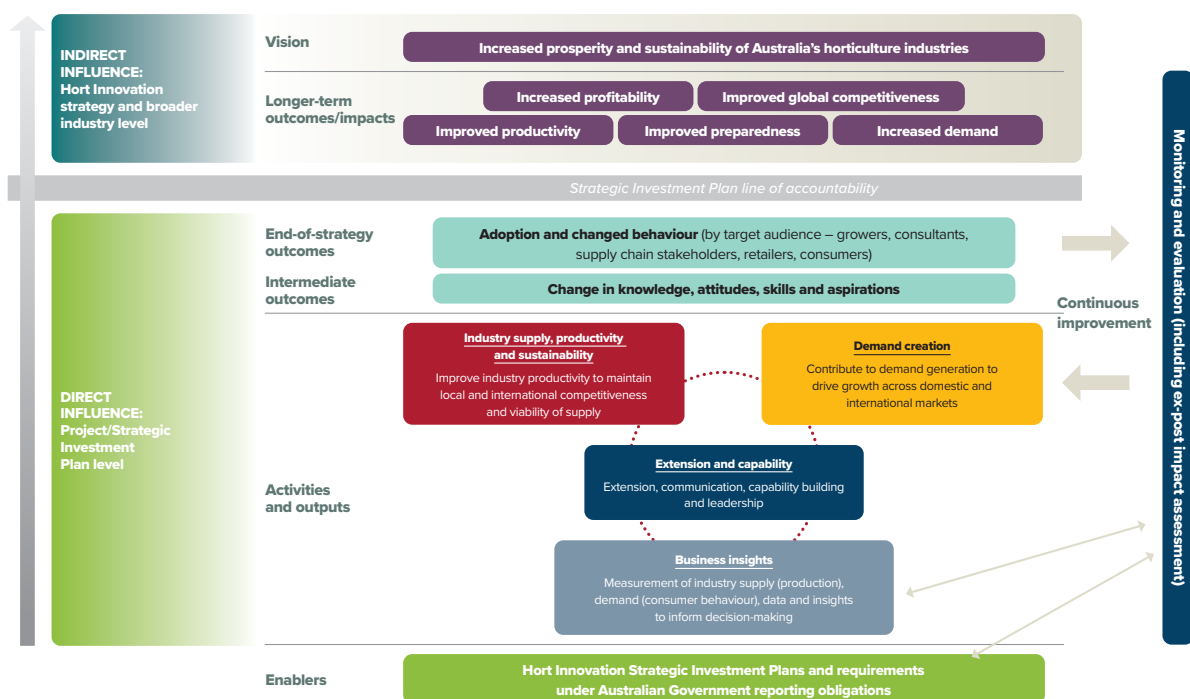 INDIRECT
INFLUENCE:
Hort Innovation
strategy and broader
industry level
Vision
Increased prosperity and sustainability of Australia's horticulture industries
Longer-term
outcomes/impacts
Increased profitability
Improved global competitiveness
Improved productivity
Improved preparedness
Increased demand
Strategic Investment Plan line of accountability
DIRECT
INFLUENCE:
Project/Strategic
Investment
Plan level
End-of-strategy
outcomes
Adoption and changed behaviour (by target audience – growers, consultants,
supply chain stakeholders, retailers, consumers)
Intermediate
outcomes
Change in knowledge, attitudes, skills and aspirations
Activities
and outputs
Industry supply, productivity
and sustainability
Improve industry productivity to maintain
local and international competitiveness
and viability of supply
Demand creation
Contribute to demand generation to
drive growth across domestic and
international markets
Extension and capability
Extension, communication, capability building
and leadership
Business insights
Measurement of industry supply (production),
demand (consumer behaviour), data and insights
to inform decision-making
Enablers
Hort Innovation Strategic Investment Plans and requirements
under Australian Government reporting obligations
Continuous
improvement
Monitoring and evaluation (including ex-post impact assessment)